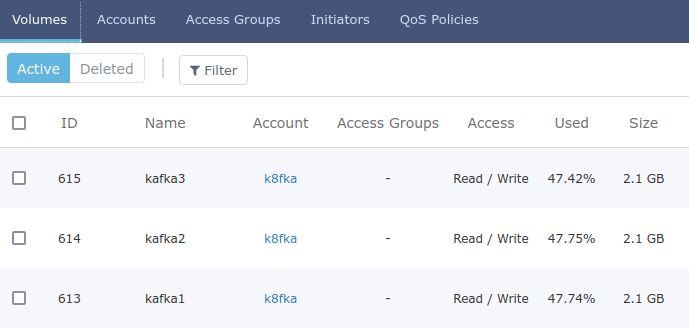 Volumes Accounts Access Groups Initiators QoS Policies
Active Deleted Filter
ID Name Account Access Groups Access Used Size
615 kafka3 k8fka - Read / Write 47.42% 2.1 GB
614 kafka2 k8fka - Read / Write 47.75% 2.1 GB
613 kafka1 k8fka - Read / Write 47.74% 2.1 GB